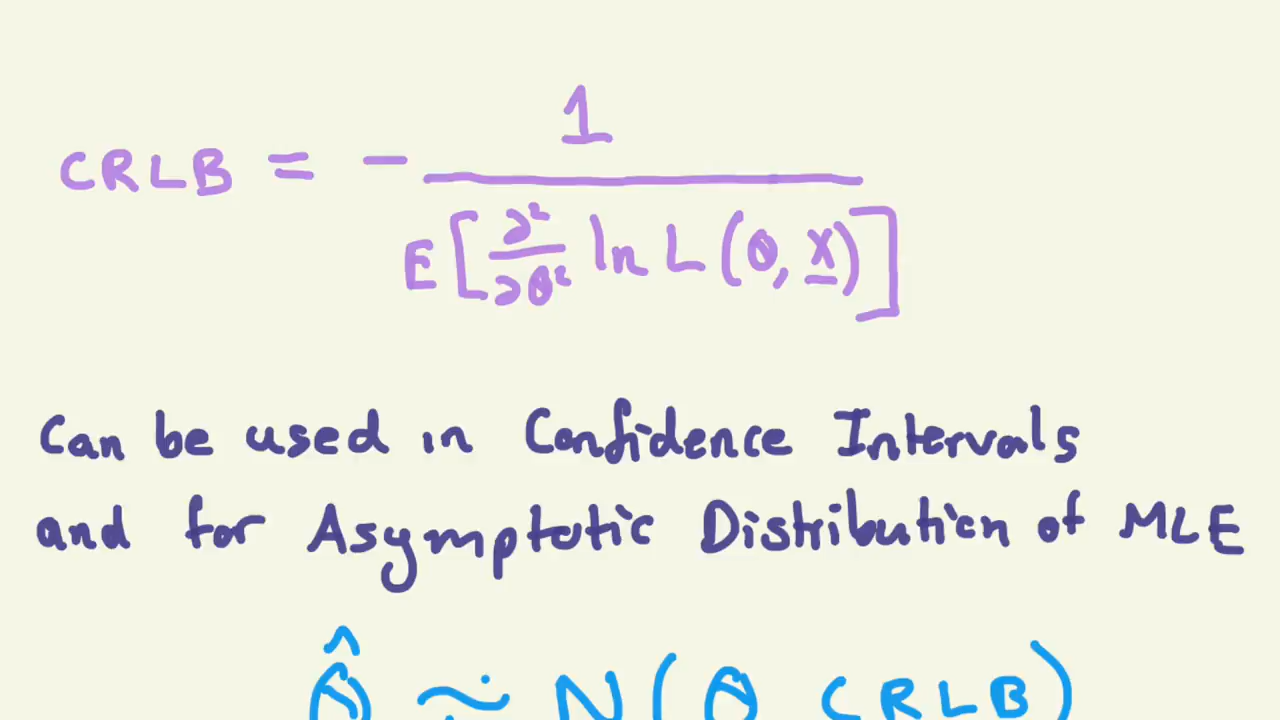 1
CRLB = - ―
E[∂²/∂θ² ln L(θ, X)]
Can be used in Confidence Intervals
and for Asymptotic Distribution of MLE
θ̂ ∻ N(θ CRLB)